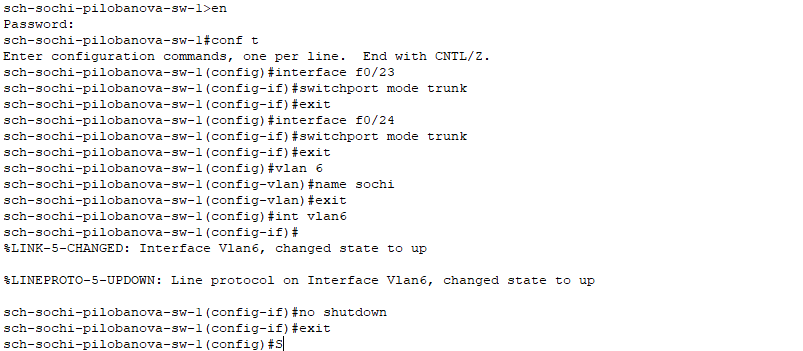 sch-sochi-pilobanova-sw-1>en
Password:
sch-sochi-pilobanova-sw-1#conf t
Enter configuration commands, one per line.  End with CNTL/Z.
sch-sochi-pilobanova-sw-1(config)#interface f0/23
sch-sochi-pilobanova-sw-1(config-if)#switchport mode trunk
sch-sochi-pilobanova-sw-1(config-if)#exit
sch-sochi-pilobanova-sw-1(config)#interface f0/24
sch-sochi-pilobanova-sw-1(config-if)#switchport mode trunk
sch-sochi-pilobanova-sw-1(config-if)#exit
sch-sochi-pilobanova-sw-1(config)#vlan 6
sch-sochi-pilobanova-sw-1(config-vlan)#name sochi
sch-sochi-pilobanova-sw-1(config-vlan)#exit
sch-sochi-pilobanova-sw-1(config)#int vlan6
sch-sochi-pilobanova-sw-1(config-if)#
%LINK-5-CHANGED: Interface Vlan6, changed state to up
%LINEPROTO-5-UPDOWN: Line protocol on Interface Vlan6, changed state to up
sch-sochi-pilobanova-sw-1(config-if)#no shutdown
sch-sochi-pilobanova-sw-1(config-if)#exit
sch-sochi-pilobanova-sw-1(config)#S